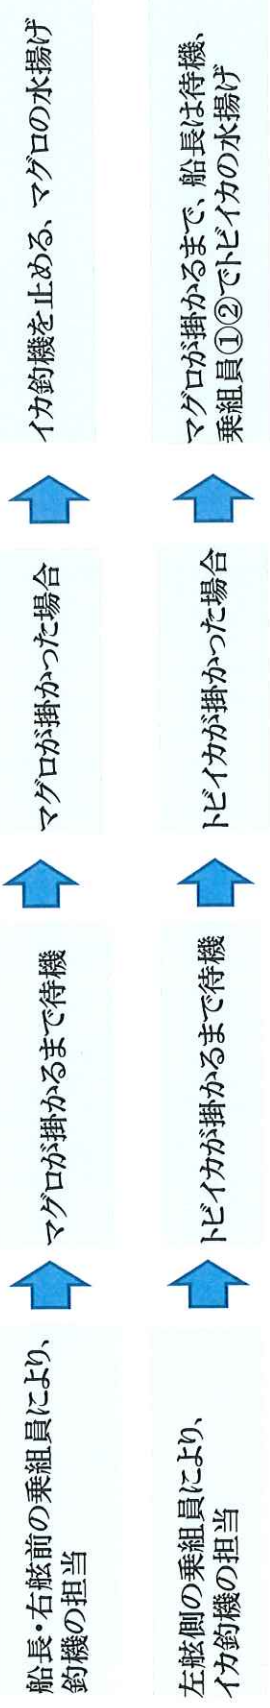 船長・右舷前の乗組員により、
釣機の担当
マグロが掛かるまで待機
マグロが掛かった場合
イカ釣機を止める、マグロの水揚げ
左舷側の乗組員により、
イカ釣機の担当
トビイカが掛かるまで待機
トビイカが掛かった場合
マグロが掛かるまで、船長は待機、
乗組員①②でトビイカの水揚げ